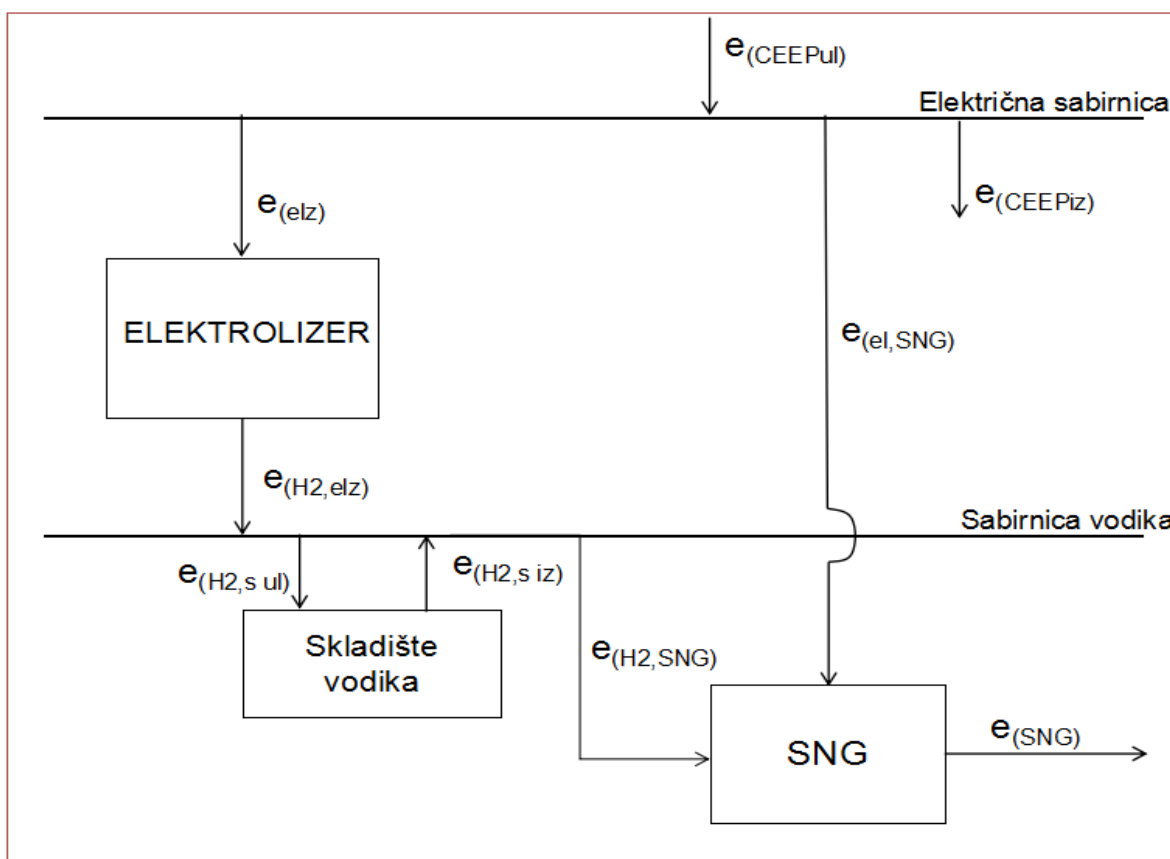 e(CEEPul)
Električna sabirnica
e(CEEPiz)
e(elz)
ELEKTROLIZER
e(el,SNG)
e(H2,elz)
Sabirnica vodika
e(H2,s ul)
e(H2,s iz)
Skladište
vodika
e(H2,SNG)
SNG
e(SNG)